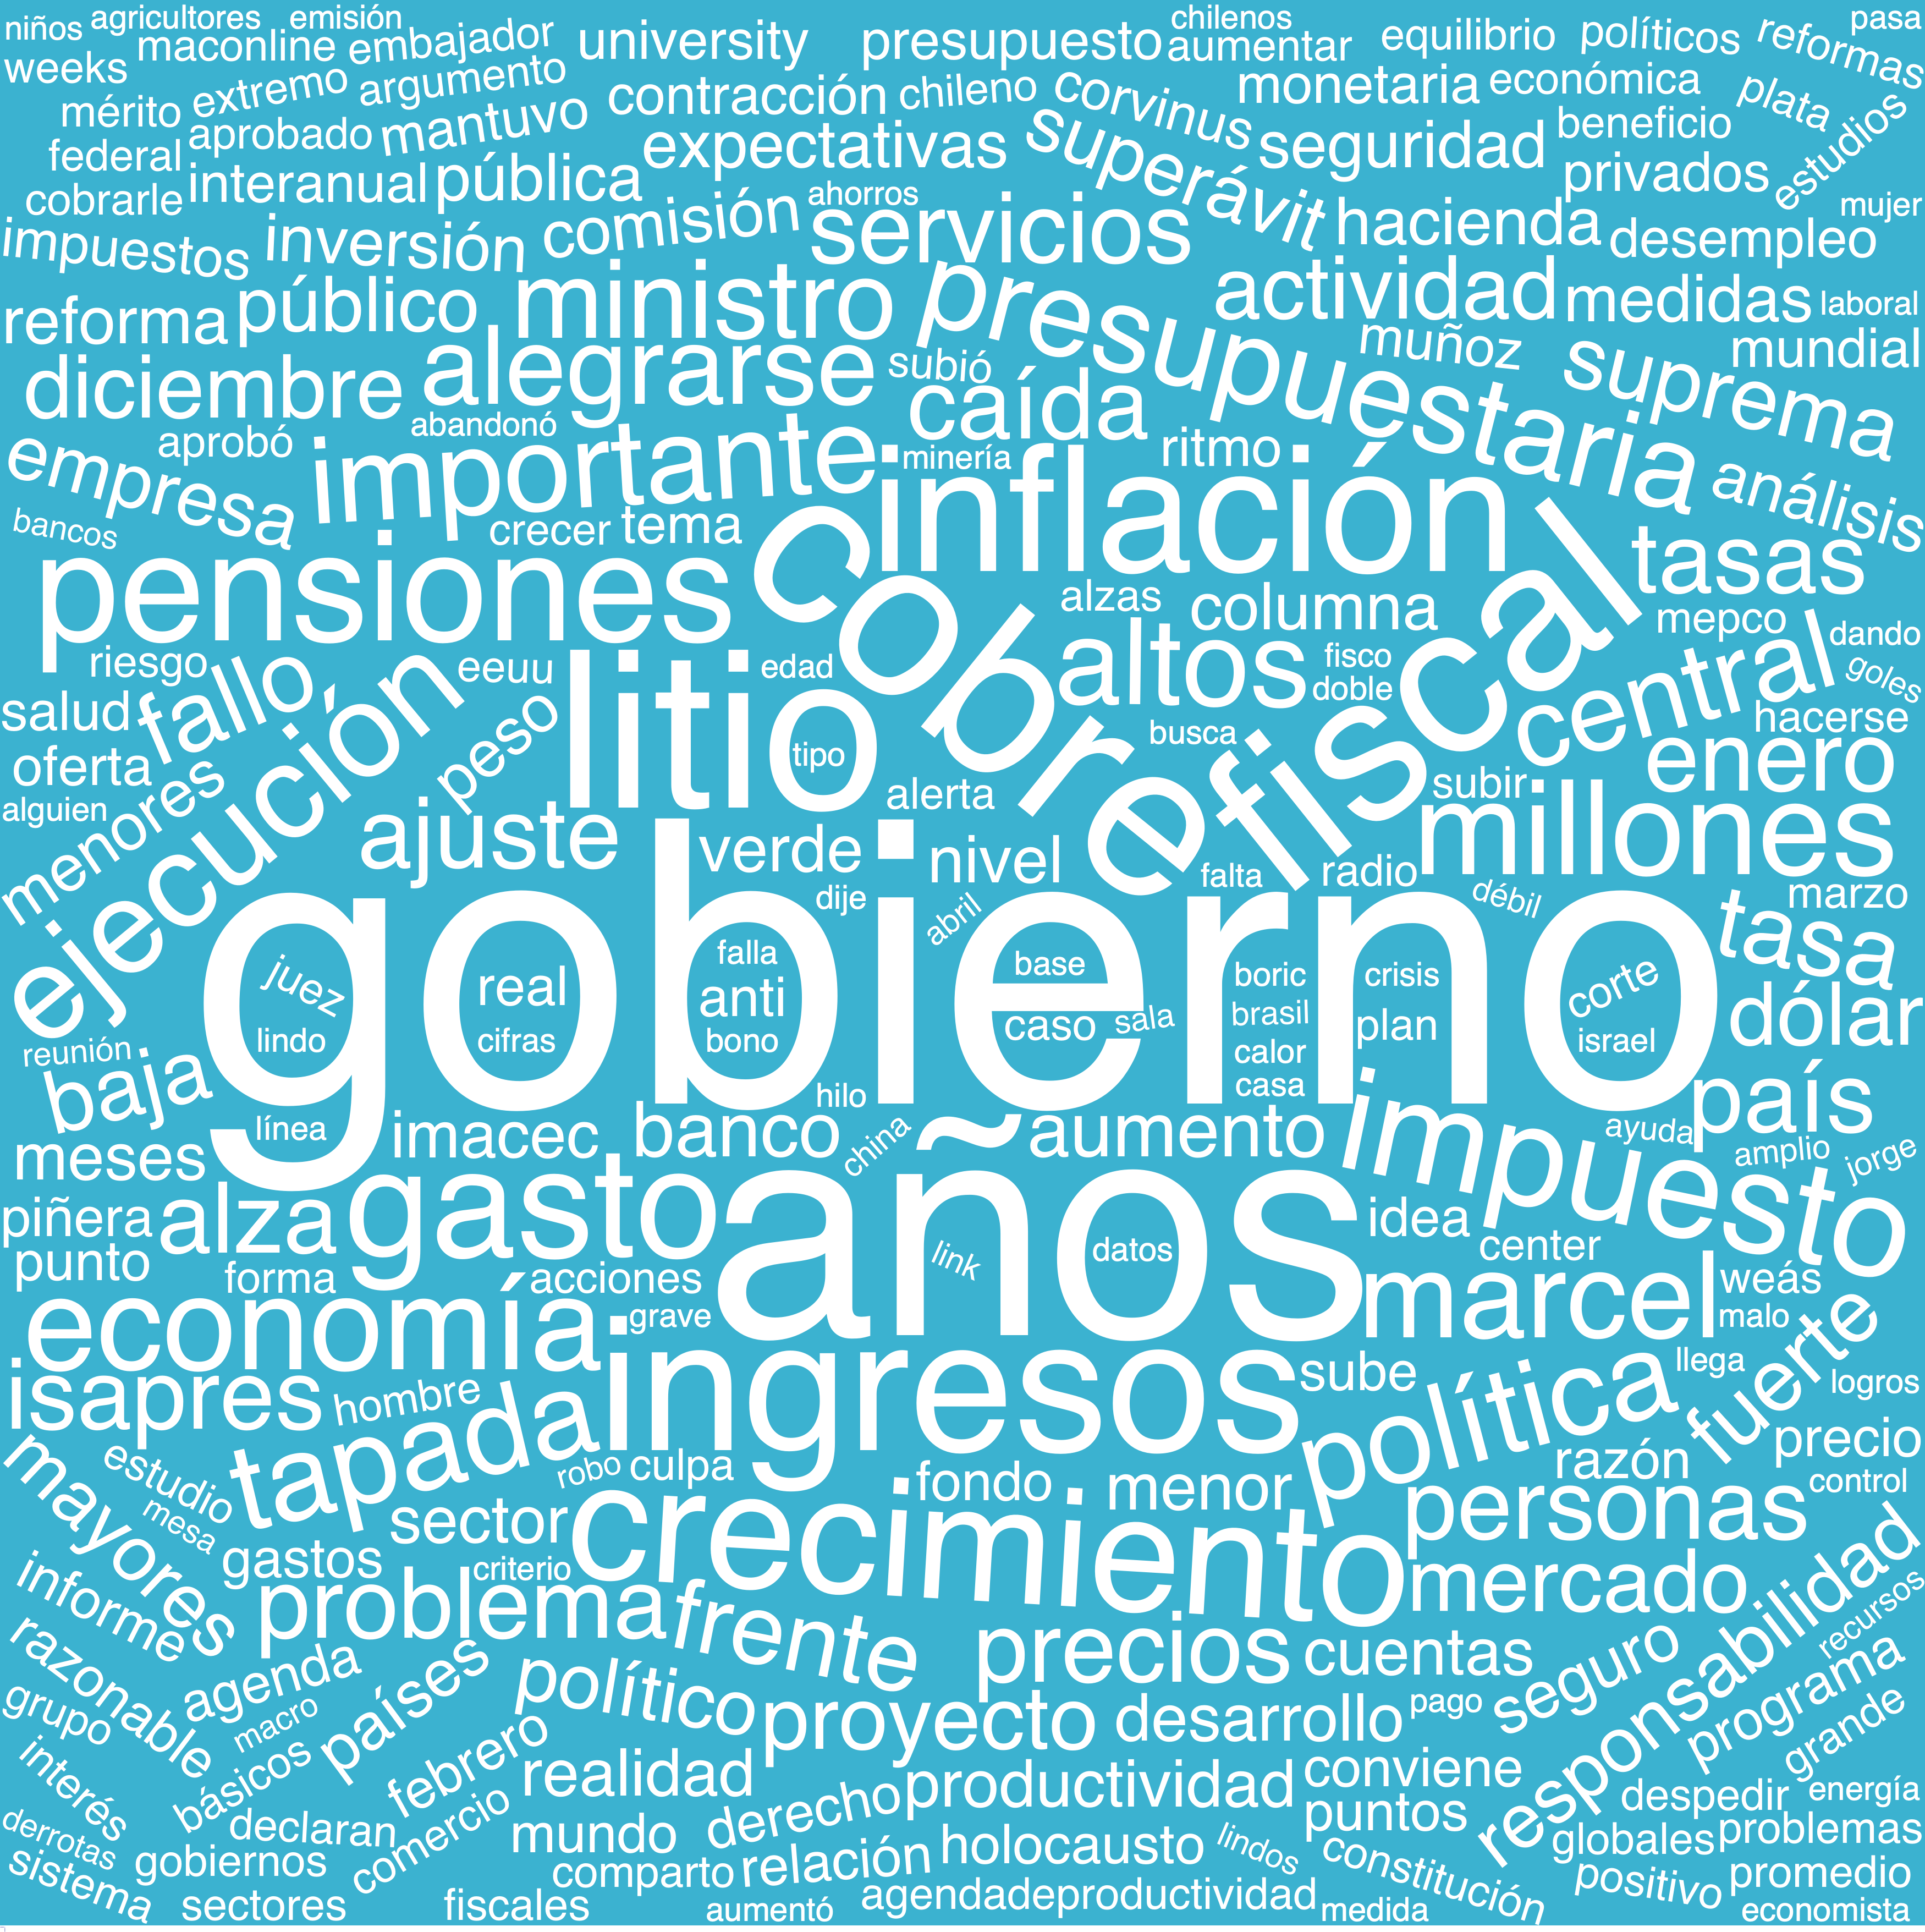 niños agricultores emisión chilenos pasa
weeks maconline embajador university presupuesto aumentar equilibrio políticos reformas
mérito extremo argumento contracción chileno corvinus monetaria económica plata
federal aprobado mantuvo expectativas superávit seguridad beneficio estudios
cobrarle interanual pública ahorros privados mujer
impuestos inversión comisión servicios hacienda desempleo
reforma público ministro presupuestaria actividad medidas laboral
diciembre alegrarse subió caída muñoz suprema mundial
empresa aprobó abandonó importante minería ritmo análisis
bancos crecer tema cobre inflación fiscal tasas
pensiones alzas columna mepco dando
riesgo fallo ejecución eeuu litio edad altos fisco doble central goles
salud peso tipo busca hacerse
oferta menores alerta subir enero
alguien ajuste verde nivel falta radio millones
gobierno dije abril débil marzo tasa
juez real falla anti base boric crisis corte dólar
reunión lindo cifras bono caso sala brasil plan israel
baja calor casa país
línea imacec hilo banco china aumento impuesto ayuda
meses amplio jorge
piñera alza gasto años idea
punto forma acciones link datos center weás
economía grave marcel malo fuerte
isapres hombre tapada ingresos sube política llega logros
mayores estudio robo culpa fondo menor razón precio
mesa sector crecimiento personas control
informe gastos criterio mercado responsabilidad
razonable problema frente precios cuentas seguro recursos
grupo agenda países político proyecto desarrollo pago programa
interés macro básicos febrero realidad productividad conviene grande
derrotas declaran comercio mundo derecho puntos despedir energía
sistema gobiernos comparto relación holocausto lindos constitución globales problemas
sectores fiscales aumentó agendadeproductividad medida positivo promedio
economista